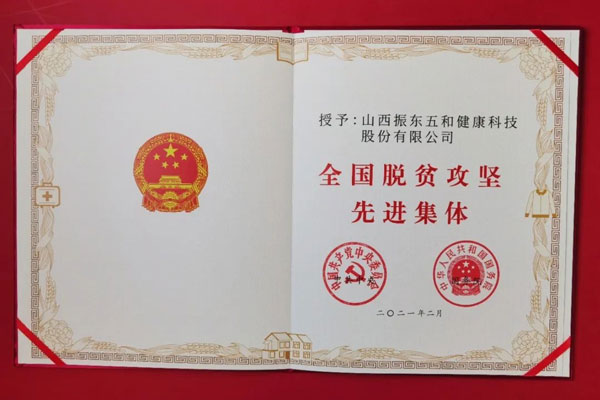 授予:山西振东五和健康科技
股份有限公司
全国脱贫攻坚
先进集体
中国共产党中央委员会
中华人民共和国国务院
二〇二一年二月